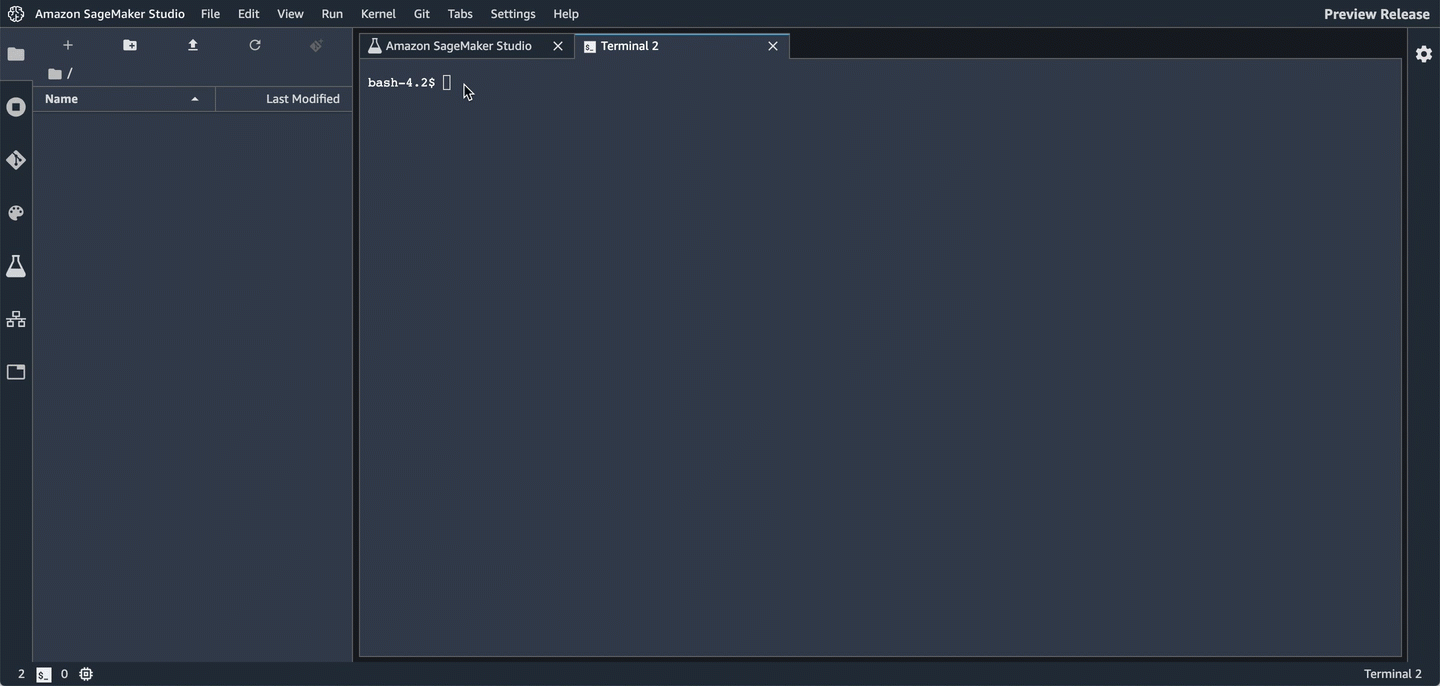 Amazon SageMaker Studio File Edit View Run Kernel Git Tabs Settings Help Preview Release
Amazon SageMaker Studio Terminal 2
/
Name Last Modified
bash-4.2$
2 $_ 0 Terminal 2